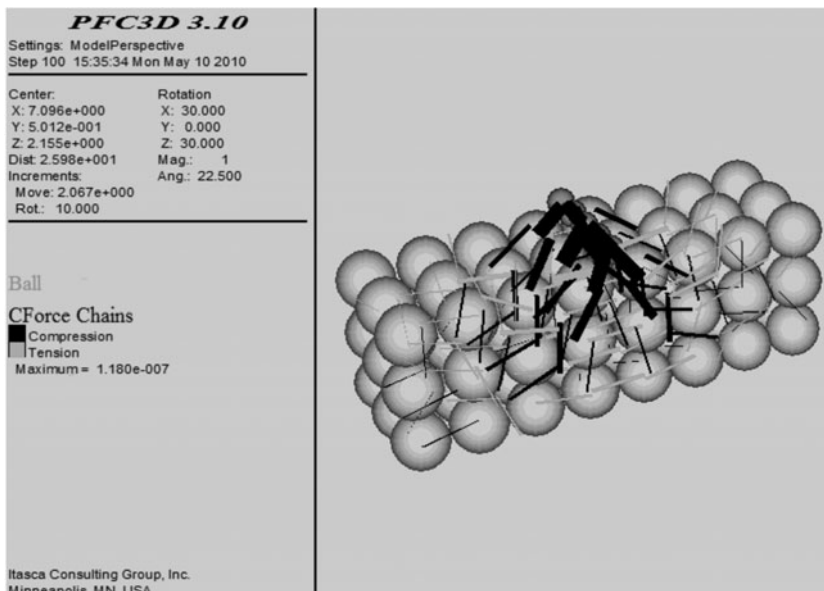 PFC3D 3.10
Settings: ModelPerspective
Step 100 15:35:34 Mon May 10 2010
Center: Rotation
X: 7.096e+000 X: 30.000
Y: 5.012e-001 Y: 0.000
Z: 2.155e+000 Z: 30.000
Dist: 2.598e+001 Mag.: 1
Increments: Ang.: 22.500
Move: 2.067e+000
Rot.: 10.000
Ball
CForce Chains
Compression
Tension
Maximum = 1.180e-007
Itasca Consulting Group, Inc.
Minneapolis, MN USA